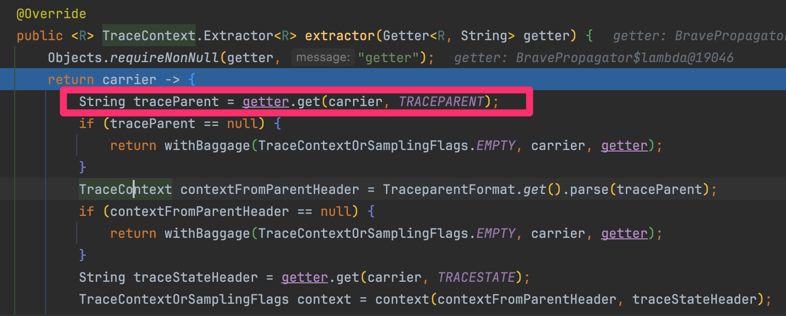 @Override
public <R> TraceContext.Extractor<R> extractor(Getter<R, String> getter) {   getter: BravePropagator
Objects.requireNonNull(getter, message: "getter");   getter: BravePropagator$lambda@19046
return carrier -> {
String traceParent = getter.get(carrier, TRACEPARENT);
if (traceParent == null) {
return withBaggage(TraceContextOrSamplingFlags.EMPTY, carrier, getter);
}
TraceContext contextFromParentHeader = TraceparentFormat.get().parse(traceParent);
if (contextFromParentHeader == null) {
return withBaggage(TraceContextOrSamplingFlags.EMPTY, carrier, getter);
}
String traceStateHeader = getter.get(carrier, TRACESTATE);
TraceContextOrSamplingFlags context = context(contextFromParentHeader, traceStateHeader);